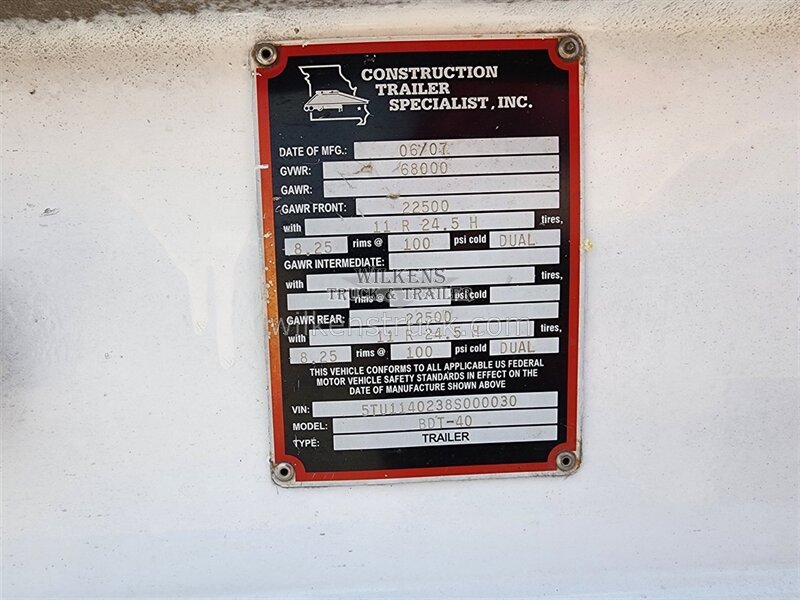 CONSTRUCTION
TRAILER
SPECIALIST, INC.
DATE OF MFG.: 06/07
GVWR: 68000
GAWR:
GAWR FRONT: 22500
with 11 R 24.5 H tires,
8.25 rims @ 100 psi cold DUAL
GAWR INTERMEDIATE:
with tires,
WILKENS
TRUCK & TRAILER
rims @ psi cold
GAWR REAR: 22500
wilkenstruck.com
with 11 R 24.5 H tires,
8.25 rims @ 100 psi cold DUAL
THIS VEHICLE CONFORMS TO ALL APPLICABLE US FEDERAL
MOTOR VEHICLE SAFETY STANDARDS IN EFFECT ON THE
DATE OF MANUFACTURE SHOWN ABOVE
VIN: 5TU1140238S000030
MODEL: BDT-40
TYPE: TRAILER